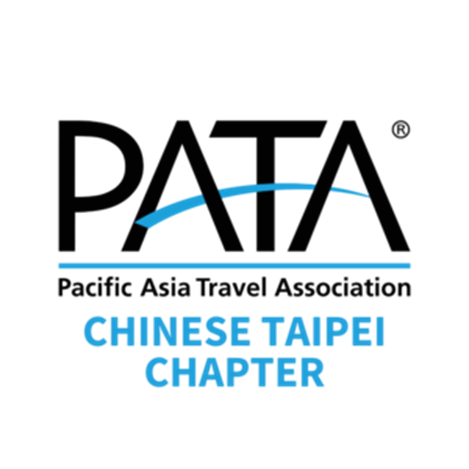 PATA®
Pacific Asia Travel Association
CHINESE TAIPEI
CHAPTER